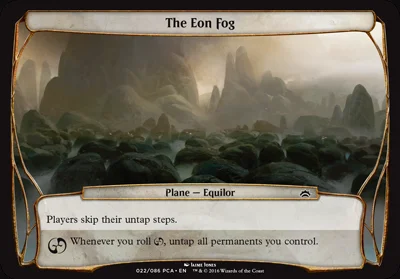 The Eon Fog
Plane — Equilor
Players skip their untap steps.
Whenever you roll , untap all permanents you control.
Jaime Jones
022/086 PCA • EN ™ & © 2016 Wizards of the Coast